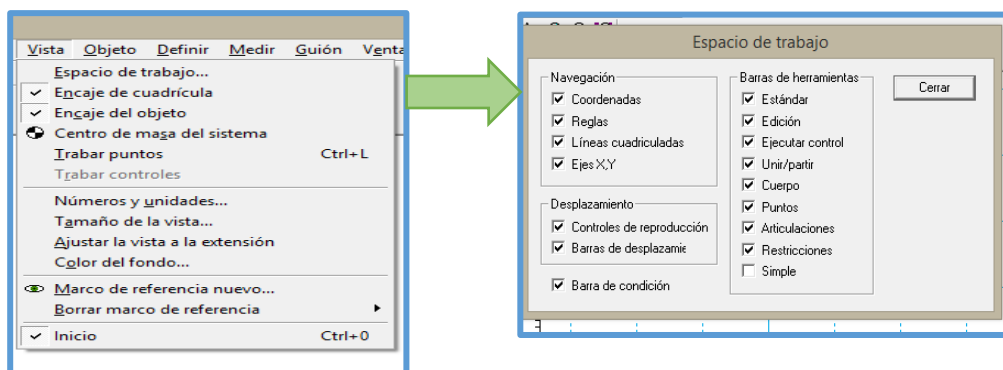 Vista Objeto Definir Medir Guión Venta
Espacio de trabajo...
Encaje de cuadrícula
Encaje del objeto
Centro de masa del sistema
Trabar puntos Ctrl+L
Trabar controles
Números y unidades...
Tamaño de la vista...
Ajustar la vista a la extensión
Color del fondo...
Marco de referencia nuevo...
Borrar marco de referencia
Inicio Ctrl+0
Espacio de trabajo
Navegación
Coordenadas
Reglas
Líneas cuadriculadas
Ejes X,Y
Desplazamiento
Controles de reproducción
Barras de desplazamie
Barra de condición
Barras de herramientas
Estándar
Edición
Ejecutar control
Unir/partir
Cuerpo
Puntos
Articulaciones
Restricciones
Simple
Cerrar